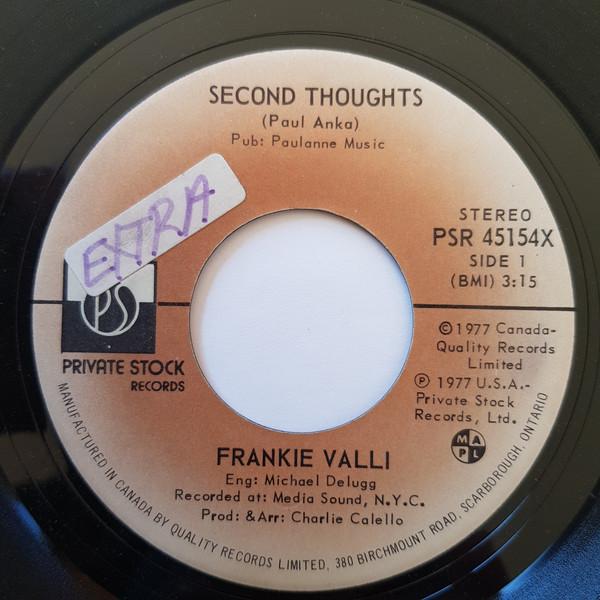 SECOND THOUGHTS
(Paul Anka)
Pub: Paulanne Music
EXTRA
STEREO
PSR 45154X
SIDE 1
(BMI) 3:15
PS
PRIVATE STOCK
RECORDS
©1977 Canada-
Quality Records
Limited
℗ 1977 U.S.A.-
Private Stock
Records, Ltd.
M A
P L
FRANKIE VALLI
Eng: Michael Delugg
Recorded at: Media Sound, N.Y.C.
Prod: &Arr: Charlie Calello
MANUFACTURED IN CANADA BY QUALITY RECORDS LIMITED, 380 BIRCHMOUNT ROAD, SCARBOROUGH, ONTARIO